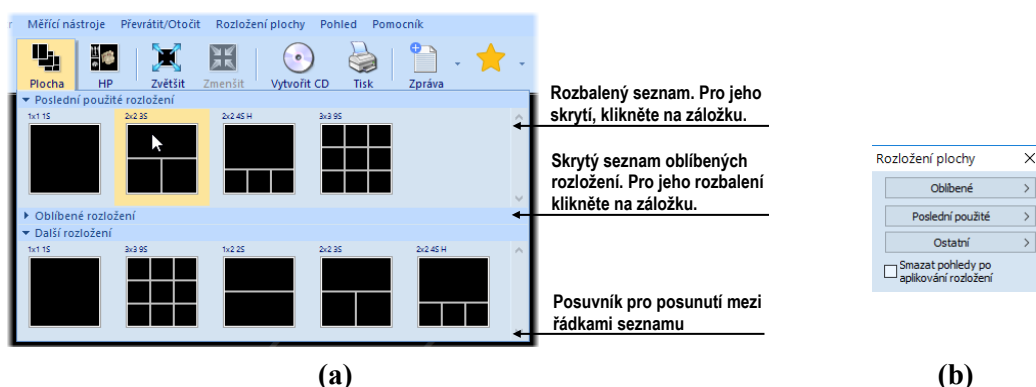 r Měřící nástroje Převrátit/Otočit Rozložení plochy Pohled Pomocník
Plocha HP Zvětšit Zmenšit Vytvořit CD Tisk Zpráva
Poslední použité rozložení
1x1 1S 2x2 3S 2x2 4S H 3x3 9S
Rozbalený seznam. Pro jeho
skrytí, klikněte na záložku.
Skrytý seznam oblíbených
rozložení. Pro jeho rozbalení
klikněte na záložku.
Oblíbené rozložení
Další rozložení
1x1 1S 3x3 9S 1x2 2S 2x2 3S 2x2 4S H
Posuvník pro posunutí mezi
řádkami seznamu
(a)
Rozložení plochy
Oblíbené
Poslední použité
Ostatní
Smazat pohledy po
aplikování rozložení
(b)